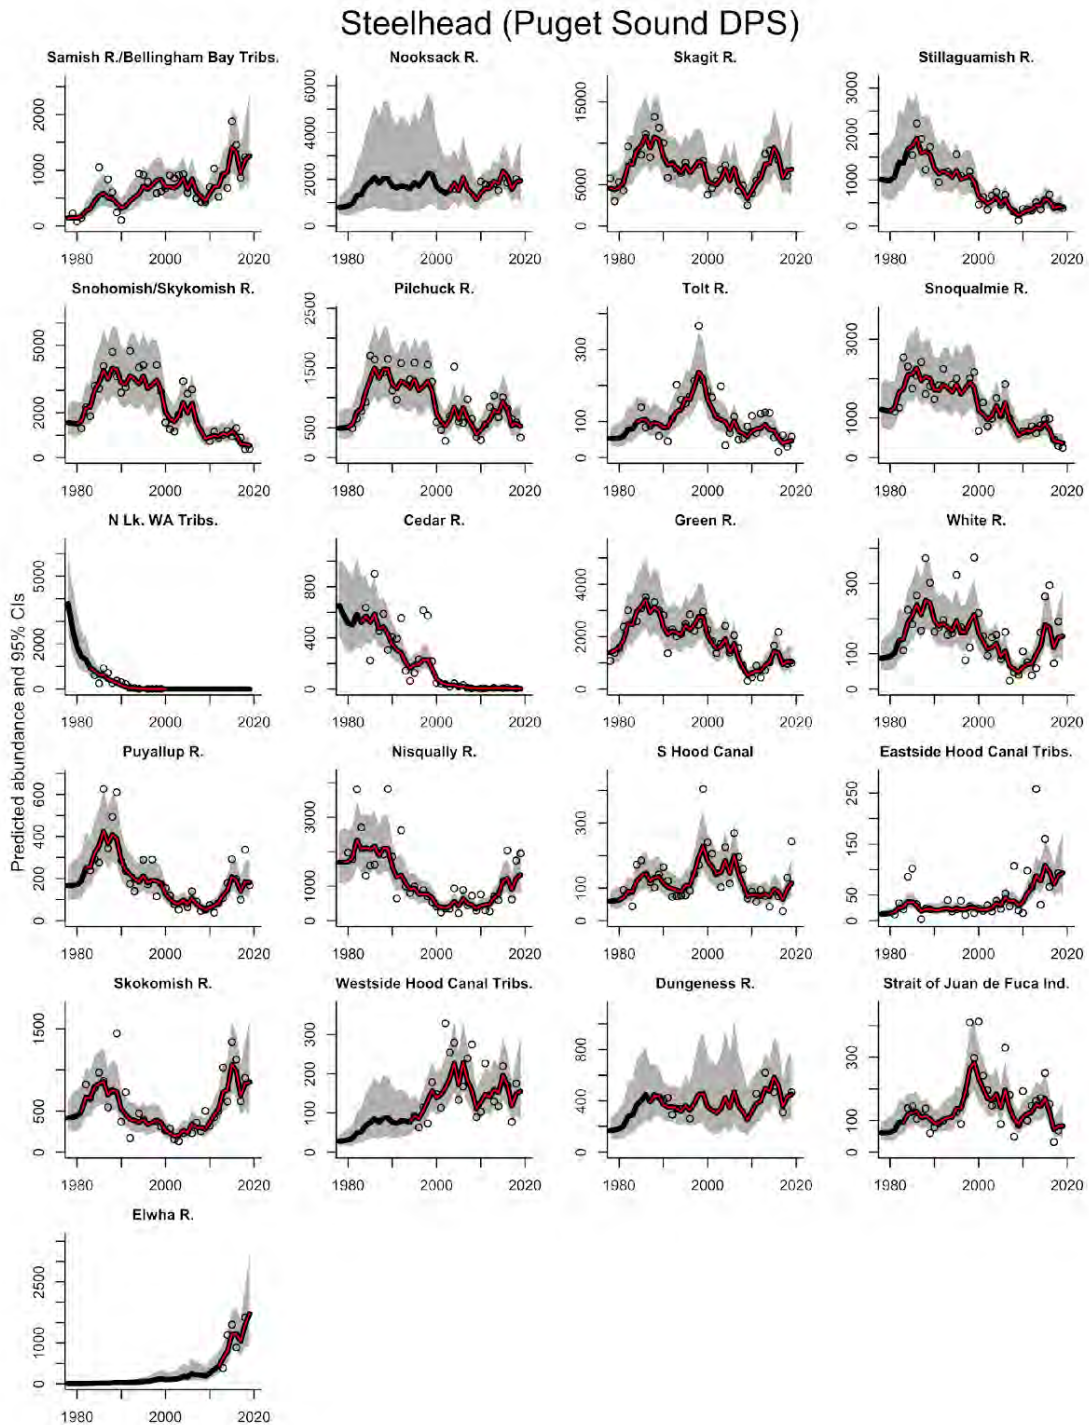 Steelhead (Puget Sound DPS)
Predicted abundance and 95% CIs
Samish R./Bellingham Bay Tribs.
2000
1000
0
1980 2000 2020
Nooksack R.
6000
4000
2000
0
1980 2000 2020
Skagit R.
15000
5000
0
1980 2000 2020
Stillaguamish R.
3000
2000
1000
0
1980 2000 2020
Snohomish/Skykomish R.
5000
2000
0
1980 2000 2020
Pilchuck R.
2500
1500
500
0
1980 2000 2020
Tolt R.
300
100
0
1980 2000 2020
Snoqualmie R.
3000
1000
0
1980 2000 2020
N Lk. WA Tribs.
5000
2000
0
1980 2000 2020
Cedar R.
800
400
0
1980 2000 2020
Green R.
4000
2000
0
1980 2000 2020
White R.
300
100
0
1980 2000 2020
Puyallup R.
600
400
200
0
1980 2000 2020
Nisqually R.
3000
1000
0
1980 2000 2020
S Hood Canal
300
100
0
1980 2000 2020
Eastside Hood Canal Tribs.
250
150
50
0
1980 2000 2020
Skokomish R.
1500
500
0
1980 2000 2020
Westside Hood Canal Tribs.
300
200
100
0
1980 2000 2020
Dungeness R.
800
400
0
1980 2000 2020
Strait of Juan de Fuca Ind.
300
100
0
1980 2000 2020
Elwha R.
2500
1000
0
1980 2000 2020